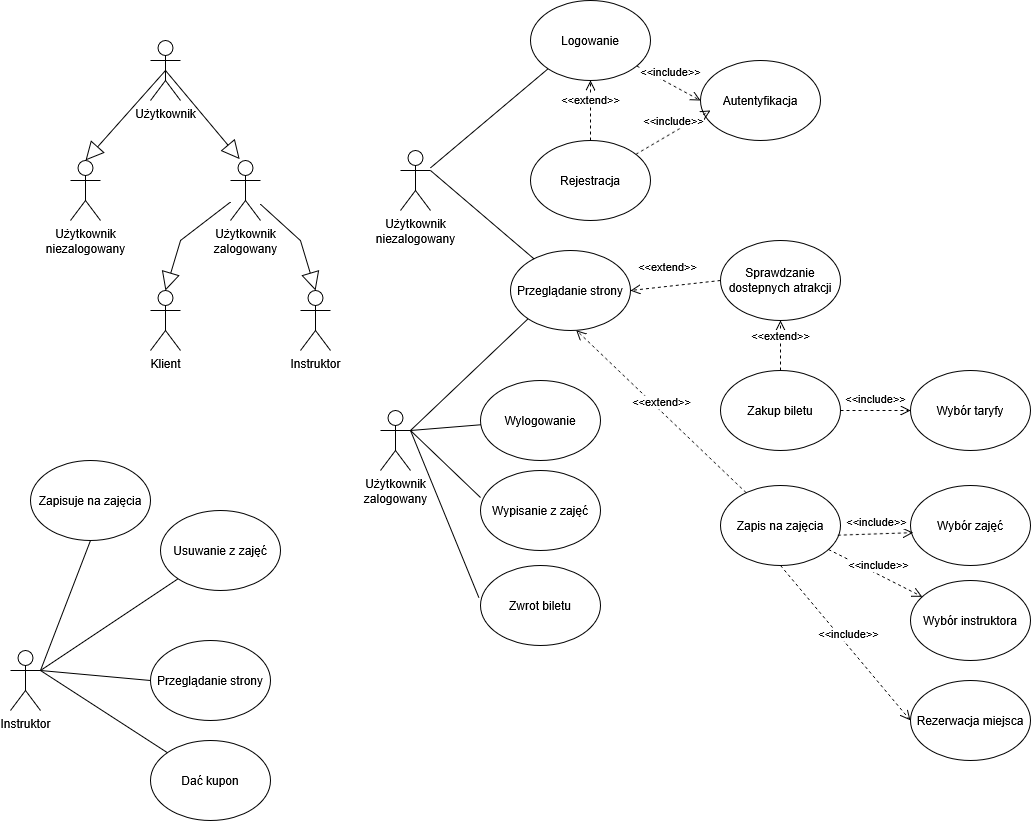 Użytkownik
Użytkownik
niezalogowany
Użytkownik
zalogowany
Klient
Instruktor
Logowanie
<<include>>
Autentyfikacja
<<extend>>
<<include>>
Rejestracja
Użytkownik
niezalogowany
Przeglądanie strony
<<extend>>
Sprawdzanie
dostepnych atrakcji
<<extend>>
Zakup biletu
<<include>>
Wybór taryfy
<<extend>>
Wylogowanie
Użytkownik
zalogowany
Wypisanie z zajęć
Zwrot biletu
Zapis na zajęcia
<<include>>
Wybór zajęć
<<include>>
Wybór instruktora
<<include>>
Rezerwacja miejsca
Zapisuje na zajęcia
Usuwanie z zajęć
Przeglądanie strony
Instruktor
Dać kupon